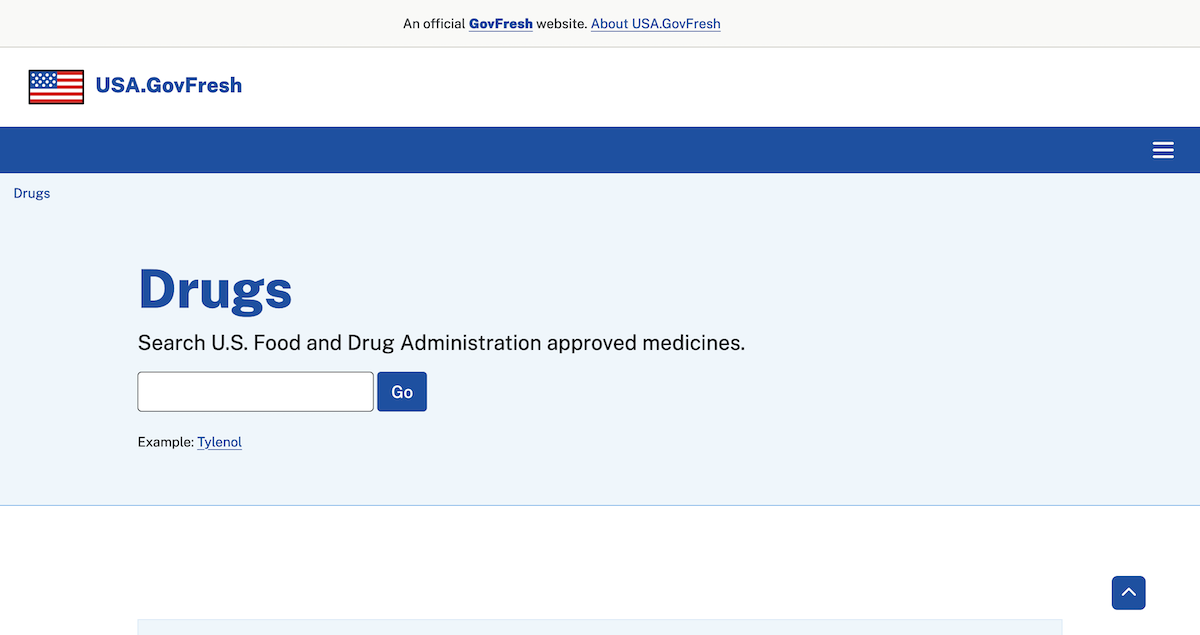 An official GovFresh website. About USA.GovFresh
USA.GovFresh
Drugs
Drugs
Search U.S. Food and Drug Administration approved medicines.
Go
Example: Tylenol